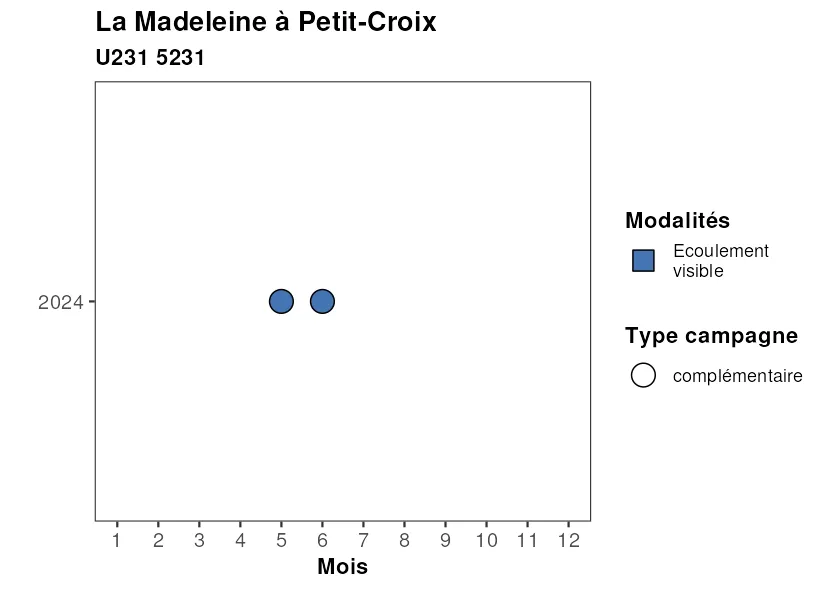 La Madeleine à Petit-Croix
U231 5231
Modalités
Ecoulement
visible
2024
Type campagne
complémentaire
1 2 3 4 5 6 7 8 9 10 11 12
Mois